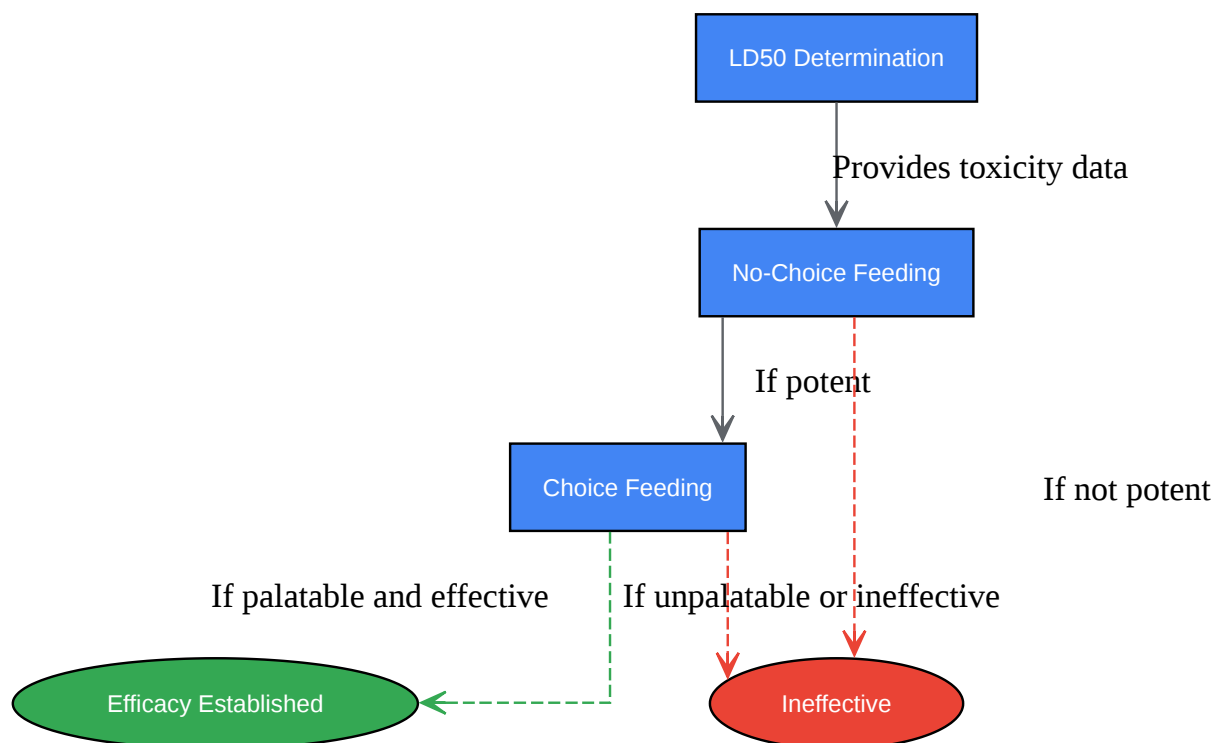 LD50 Determination
Provides toxicity data
No-Choice Feeding
If potent
Choice Feeding
If not potent
If palatable and effective
If unpalatable or ineffective
Efficacy Established
Ineffective